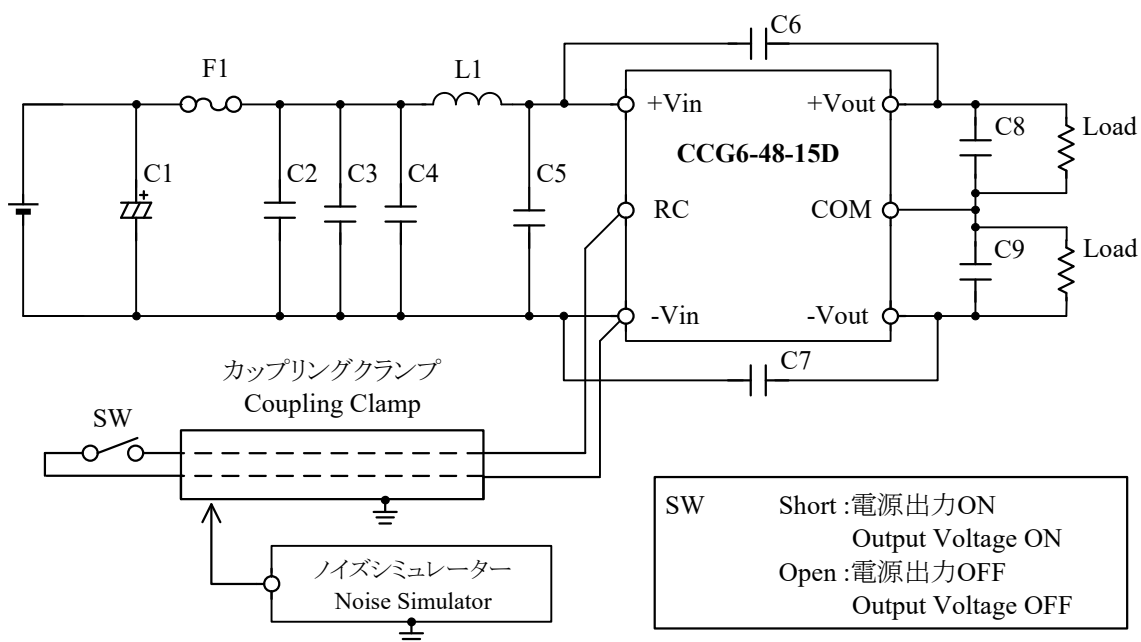 C6
F1
L1
+Vin
+Vout
C8
Load
CCG6-48-15D
C1
+
C2
C3
C4
C5
RC
COM
C9
Load
-Vin
-Vout
C7
カップリングクランプ
Coupling Clamp
SW
ノイズシミュレーター
Noise Simulator
SW Short :電源出力ON
Output Voltage ON
Open :電源出力OFF
Output Voltage OFF